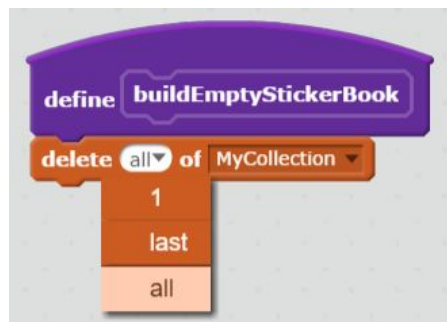 define buildEmptyStickerBook
delete all of MyCollection
1
last
all